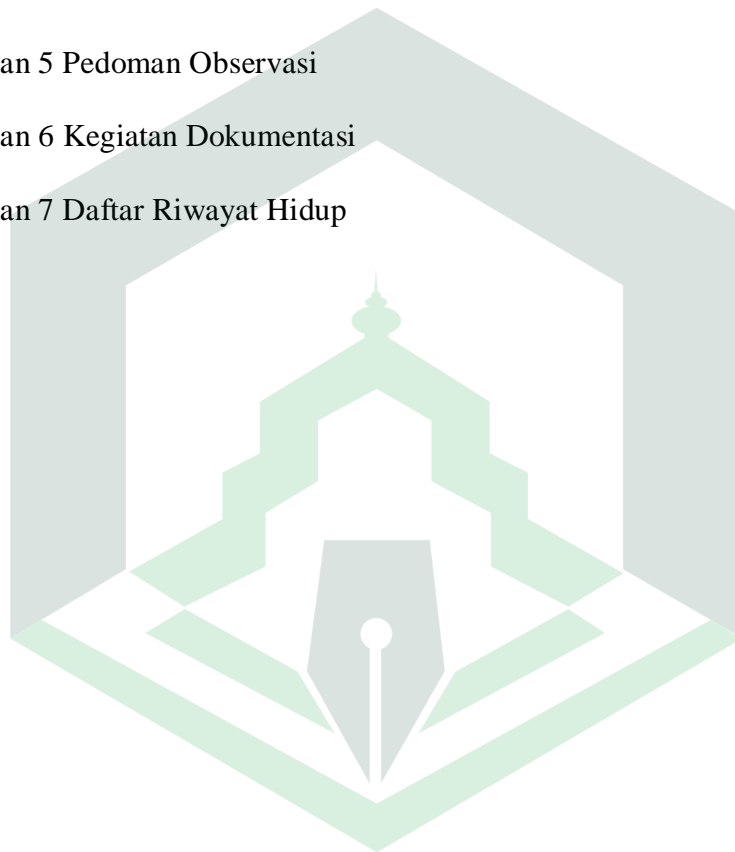 an 5 Pedoman Observasi
an 6 Kegiatan Dokumentasi
an 7 Daftar Riwayat Hidup